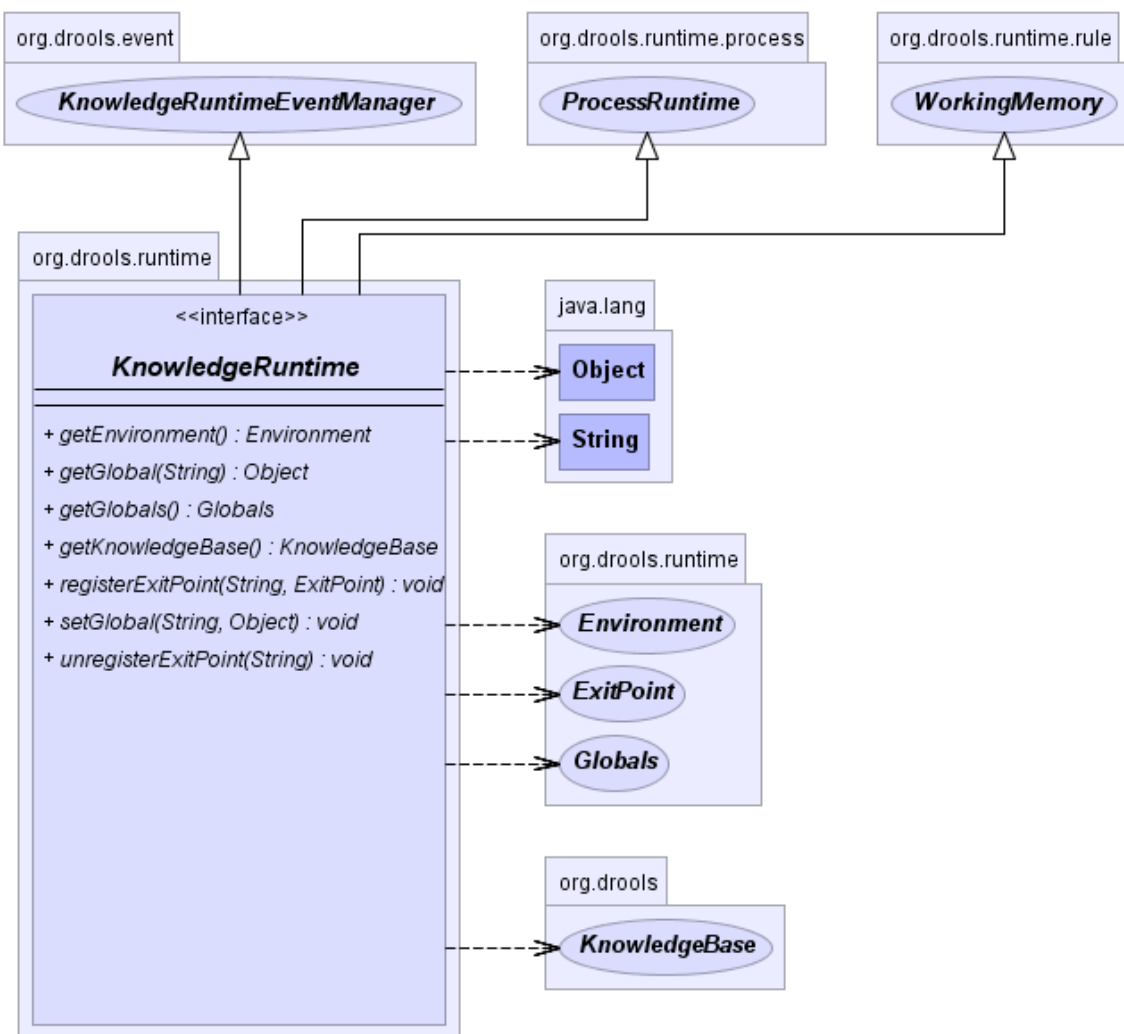 org.drools.event
KnowledgeRuntimeEventManager
org.drools.runtime.process
ProcessRuntime
org.drools.runtime.rule
WorkingMemory
org.drools.runtime
<<interface>>
KnowledgeRuntime
+ getEnvironment() : Environment
+ getGlobal(String) : Object
+ getGlobals() : Globals
+ getKnowledgeBase() : KnowledgeBase
+ registerExitPoint(String, ExitPoint) : void
+ setGlobal(String, Object) : void
+ unregisterExitPoint(String) : void
java.lang
Object
String
org.drools.runtime
Environment
ExitPoint
Globals
org.drools
KnowledgeBase